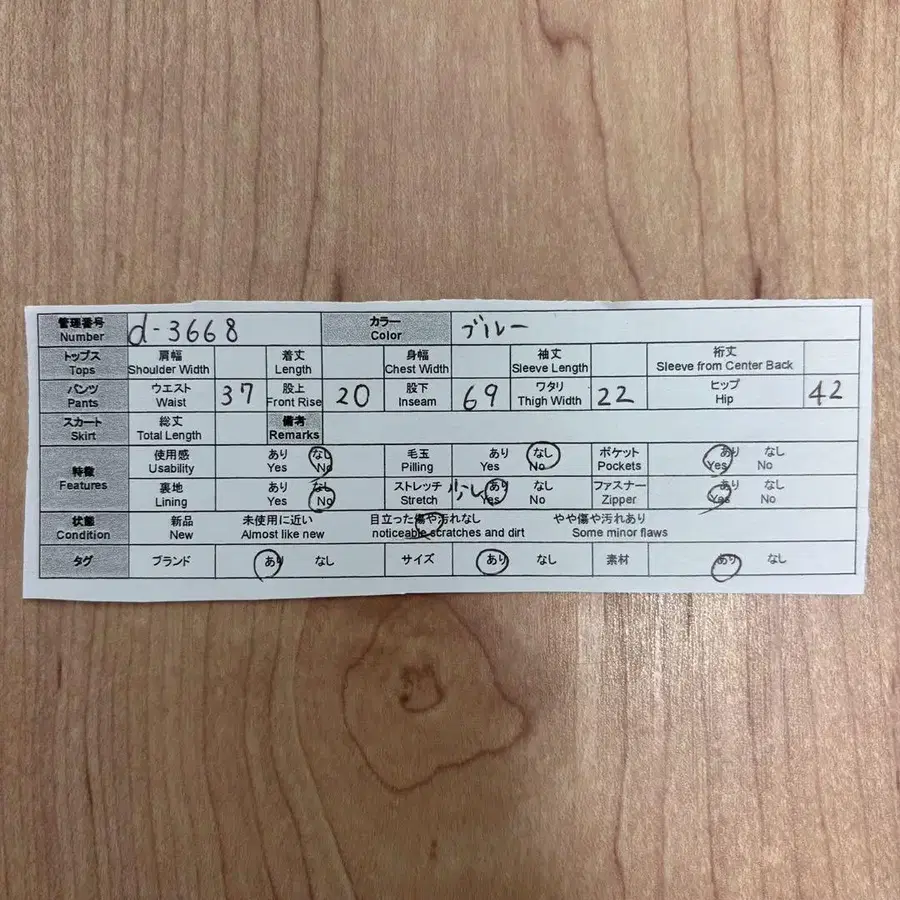 管理番号 d-3668 カラー ブルー
Number Color
トップス 肩幅 着丈 身幅 袖丈 裄丈
Tops Shoulder Width Length Chest Width Sleeve Length Sleeve from Center Back
パンツ ウエスト 37 股上 20 股下 69 ワタリ 22 ヒップ 42
Pants Waist Front Rise Inseam Thigh Width Hip
スカート 総丈 備考
Skirt Total Length Remarks
特徴 使用感 あり なし 毛玉 あり なし ポケット あり なし
Features Usability Yes No Pilling Yes No Pockets Yes No
裏地 あり なし ストレッチ 少し あり なし ファスナー あり なし
Lining Yes No Stretch Yes No Zipper Yes No
状態 新品 未使用に近い 目立った傷や汚れなし やや傷や汚れあり
Condition New Almost like new noticeable scratches and dirt Some minor flaws
タグ ブランド あり なし サイズ あり なし 素材 あり なし